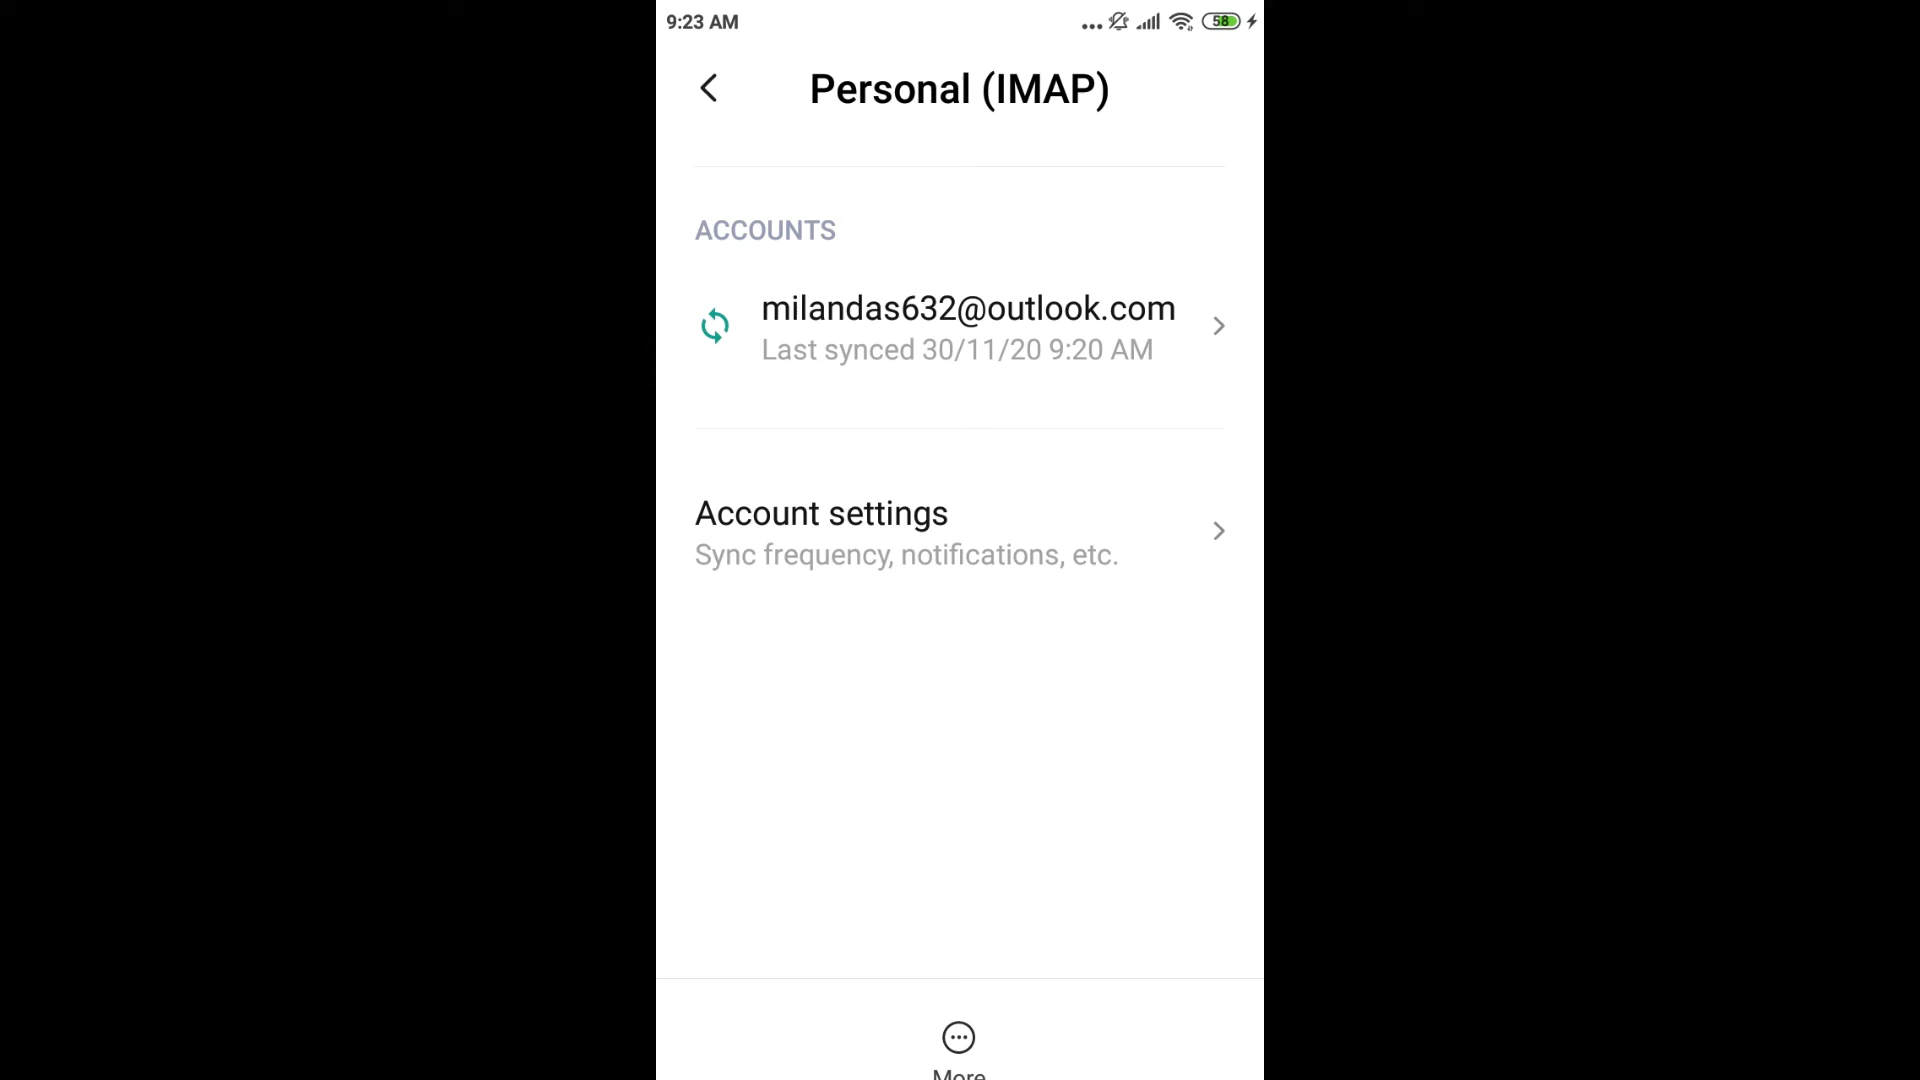 9:23 AM
58
Personal (IMAP)
ACCOUNTS
milandas632@outlook.com
Last synced 30/11/20 9:20 AM
Account settings
Sync frequency, notifications, etc.
More